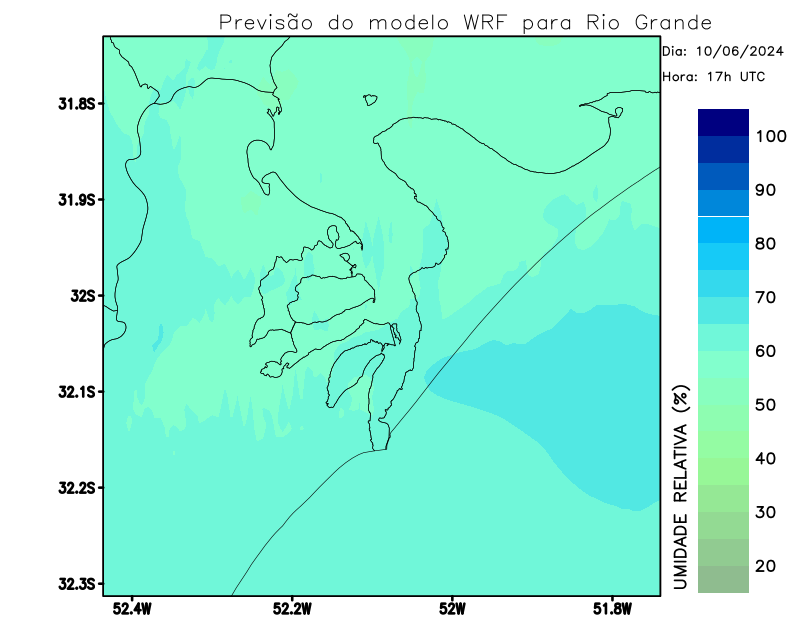 Previsão do modelo WRF para Rio Grande
Dia: 10/06/2024
Hora: 17h UTC
31.8S
31.9S
32S
32.1S
32.2S
32.3S
52.4W
52.2W
52W
51.8W
100
90
80
70
60
50
40
30
20
UMIDADE RELATIVA (%)